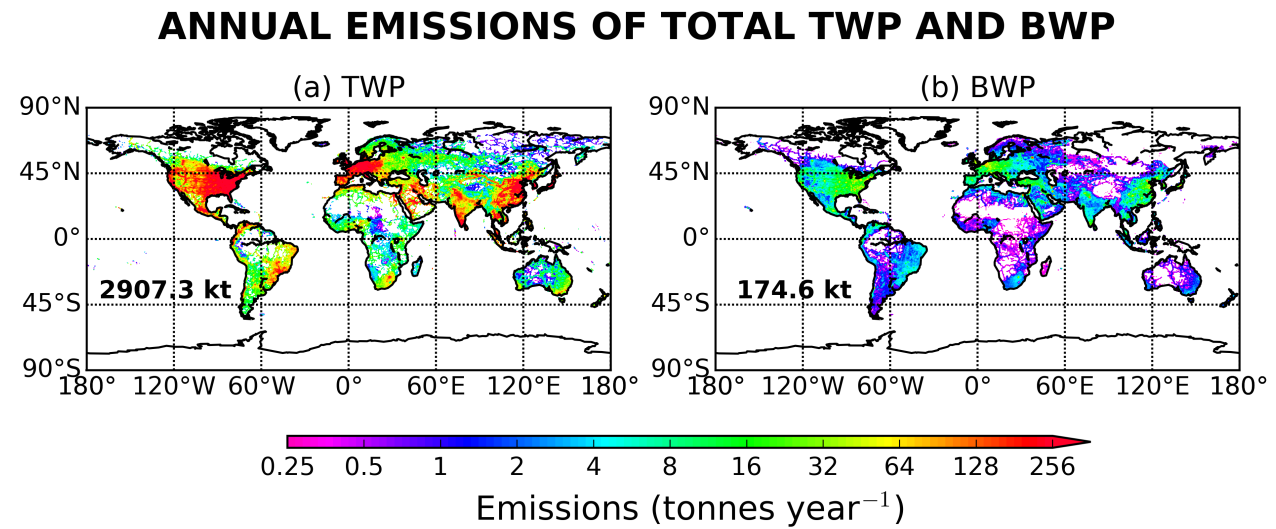 ANNUAL EMISSIONS OF TOTAL TWP AND BWP
(a) TWP
(b) BWP
90°N
45°N
0°
45°S
90°S
2907.3 kt
180° 120°W 60°W 0° 60°E 120°E 180°
90°N
45°N
0°
45°S
90°S
174.6 kt
180° 120°W 60°W 0° 60°E 120°E 180°
0.25 0.5 1 2 4 8 16 32 64 128 256
Emissions (tonnes year⁻¹)